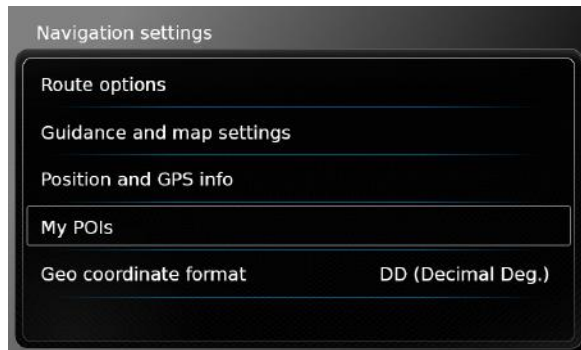 Navigation settings
Route options
Guidance and map settings
Position and GPS info
My POIs
Geo coordinate format DD (Decimal Deg.)